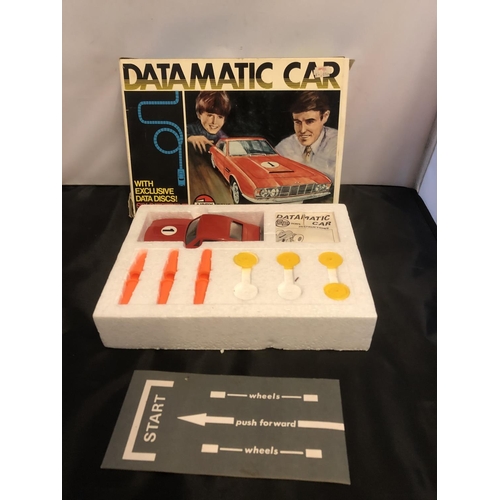 DATAMATIC CAR
WITH
EXCLUSIVE
DATA DISCS!
1
1
DATAMATIC
CAR
START
wheels
push forward
wheels